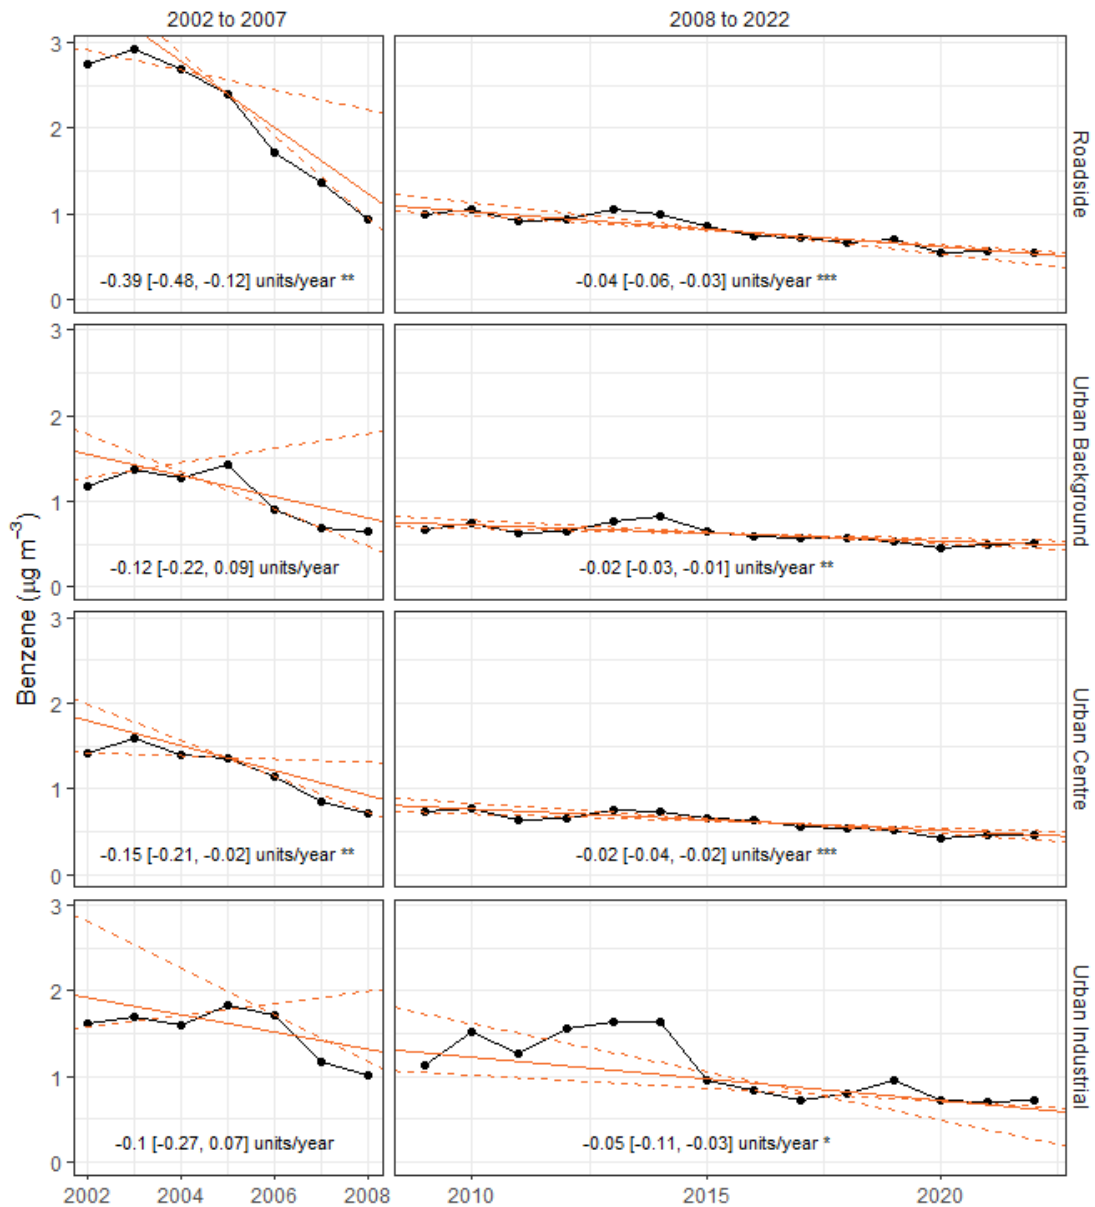 2002 to 2007
2008 to 2022
Benzene (µg m⁻³)
3
2
1
0
-0.39 [-0.48, -0.12] units/year **
-0.04 [-0.06, -0.03] units/year ***
Roadside
3
2
1
0
-0.12 [-0.22, 0.09] units/year
-0.02 [-0.03, -0.01] units/year **
Urban Background
3
2
1
0
-0.15 [-0.21, -0.02] units/year **
-0.02 [-0.04, -0.02] units/year ***
Urban Centre
3
2
1
0
-0.1 [-0.27, 0.07] units/year
-0.05 [-0.11, -0.03] units/year *
Urban Industrial
2002 2004 2006 2008 2010 2015 2020